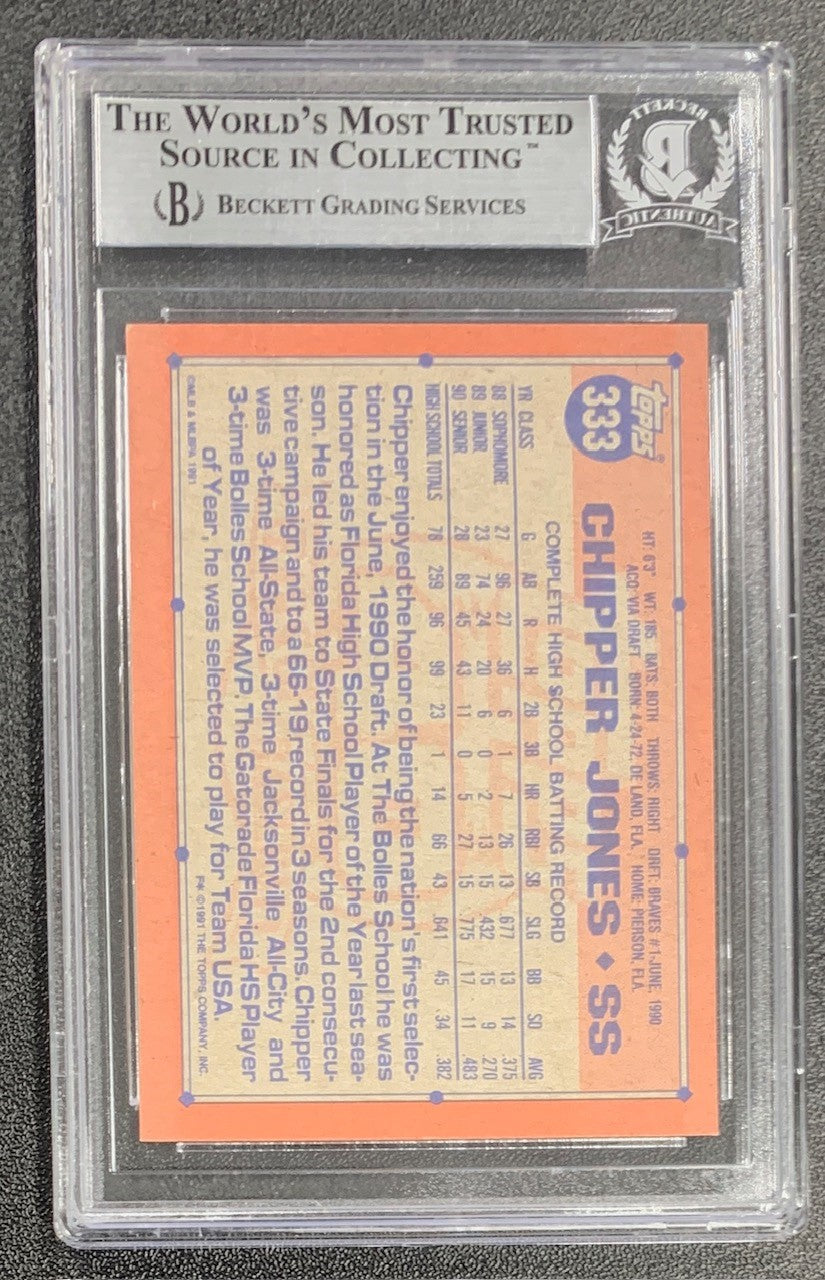 THE WORLD'S MOST TRUSTED
SOURCE IN COLLECTING™
B BECKETT GRADING SERVICES
BECKETT
B
AUTHENTIC
TOPPS®
333
HT: 6'3" WT: 185 BATS: BOTH THROWS: RIGHT DRFT: BRAVES #1-JUNE, 1990
ACQ: VIA DRAFT BORN: 4-24-72, DE LAND, FLA. HOME: PIERSON, FLA.
CHIPPER JONES ♦ SS
COMPLETE HIGH SCHOOL BATTING RECORD
YR CLASS G AB R H 2B 3B HR RBI SB SLG BB SO AVG
88 SOPHOMORE 27 96 27 36 6 1 7 26 13 .677 13 14 .375
89 JUNIOR 23 74 24 20 6 0 2 13 15 .432 15 9 .270
90 SENIOR 28 89 45 43 11 0 5 27 15 .775 17 11 .483
HIGH SCHOOL TOTALS 78 259 96 99 23 1 14 66 43 .641 45 34 .382
Chipper enjoyed the honor of being the nation's first selec-
tion in the June, 1990 Draft. At The Bolles School he was
honored as Florida High School Player of the Year last sea-
son. He led his team to State Finals for the 2nd consecu-
tive campaign and to a 66-19 record in 3 seasons. Chipper
was 3-time All-State, 3-time Jacksonville All-City and
3-time Bolles School MVP. The Gatorade Florida HS Player
of Year, he was selected to play for Team USA.
©MLB & MLBPA 1991
F* ©1991 THE TOPPS COMPANY, INC.